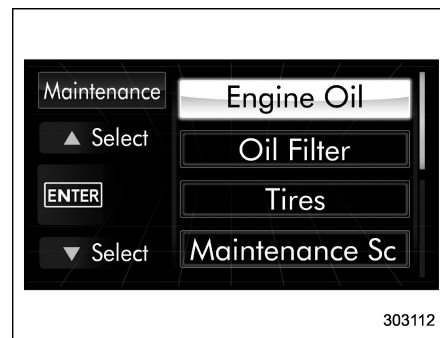 Maintenance
Engine Oil
▲ Select
Oil Filter
ENTER
Tires
▼ Select
Maintenance Sc
303112